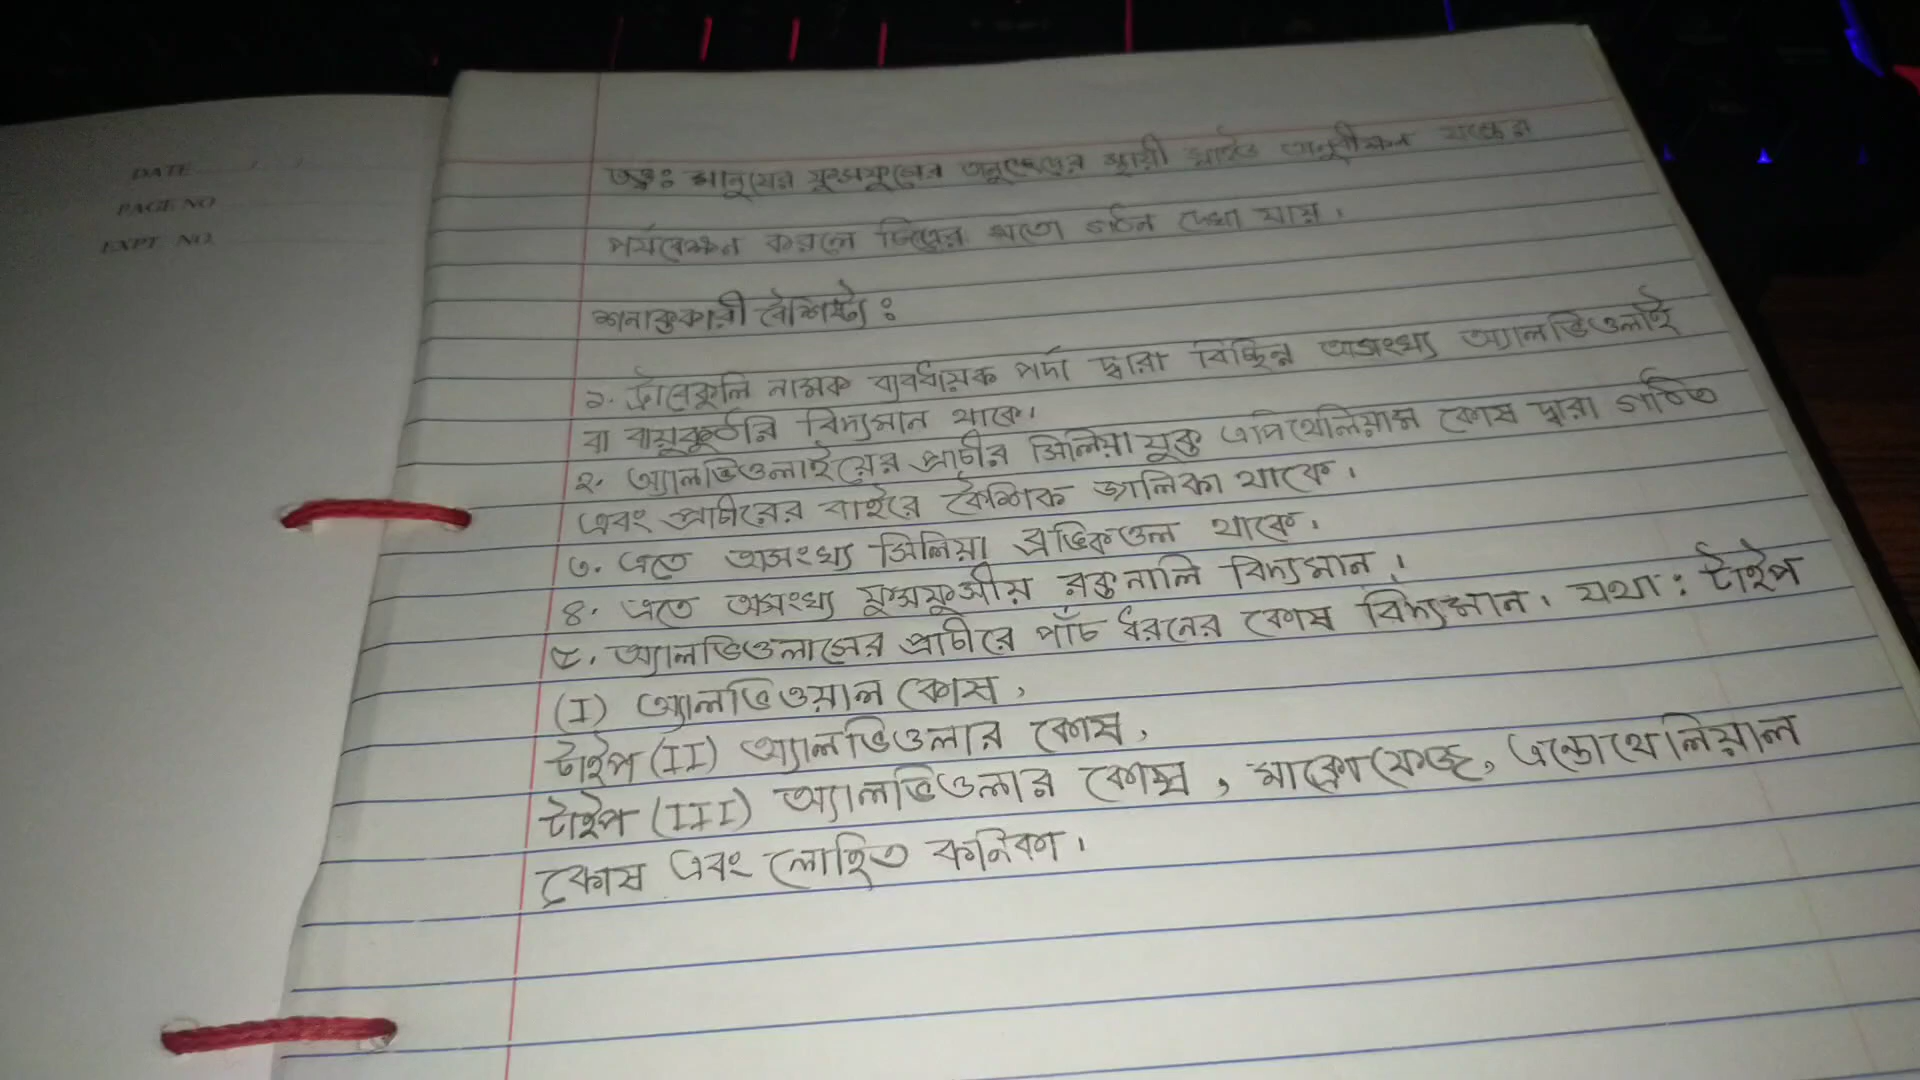 DATE
PAGE NO
EXPT. NO.
তত্ত্ব: মানুষের ফুসফুসের অনুচ্ছেদের স্থায়ী স্লাইড অনুবীক্ষন যন্ত্রের
পর্যবেক্ষন করলে চিত্রের মতো গঠন দেখা যায়।
শনাক্তকারী বৈশিষ্ট্য:
১. ট্রাবেকুলি নামক ব্যবধায়ক পর্দা দ্বারা বিচ্ছিন্ন অসংখ্য অ্যালভিওলাই
বা বায়ুকুঠরি বিদ্যমান থাকে।
২. অ্যালভিওলাইয়ের প্রাচীর সিলিয়া যুক্ত এপিথেলিয়াম কোষ দ্বারা গঠিত
এবং প্রাচীরের বাইরে কৈশিক জালিকা থাকে।
৩. এতে অসংখ্য সিলিয়া ব্রঙ্কিওল থাকে।
৪. এতে অসংখ্য ফুসফুসীয় রক্তনালি বিদ্যমান।
৫. অ্যালভিওলাসের প্রাচীরে পাঁচ ধরনের কোষ বিদ্যমান। যথা: টাইপ
(I) অ্যালভিওয়াল কোষ,
টাইপ (II) অ্যালভিওলার কোষ,
টাইপ (III) অ্যালভিওলার কোষ, মাক্রোফেজ, এন্ডোথেলিয়াল
কোষ এবং লোহিত কনিকা।